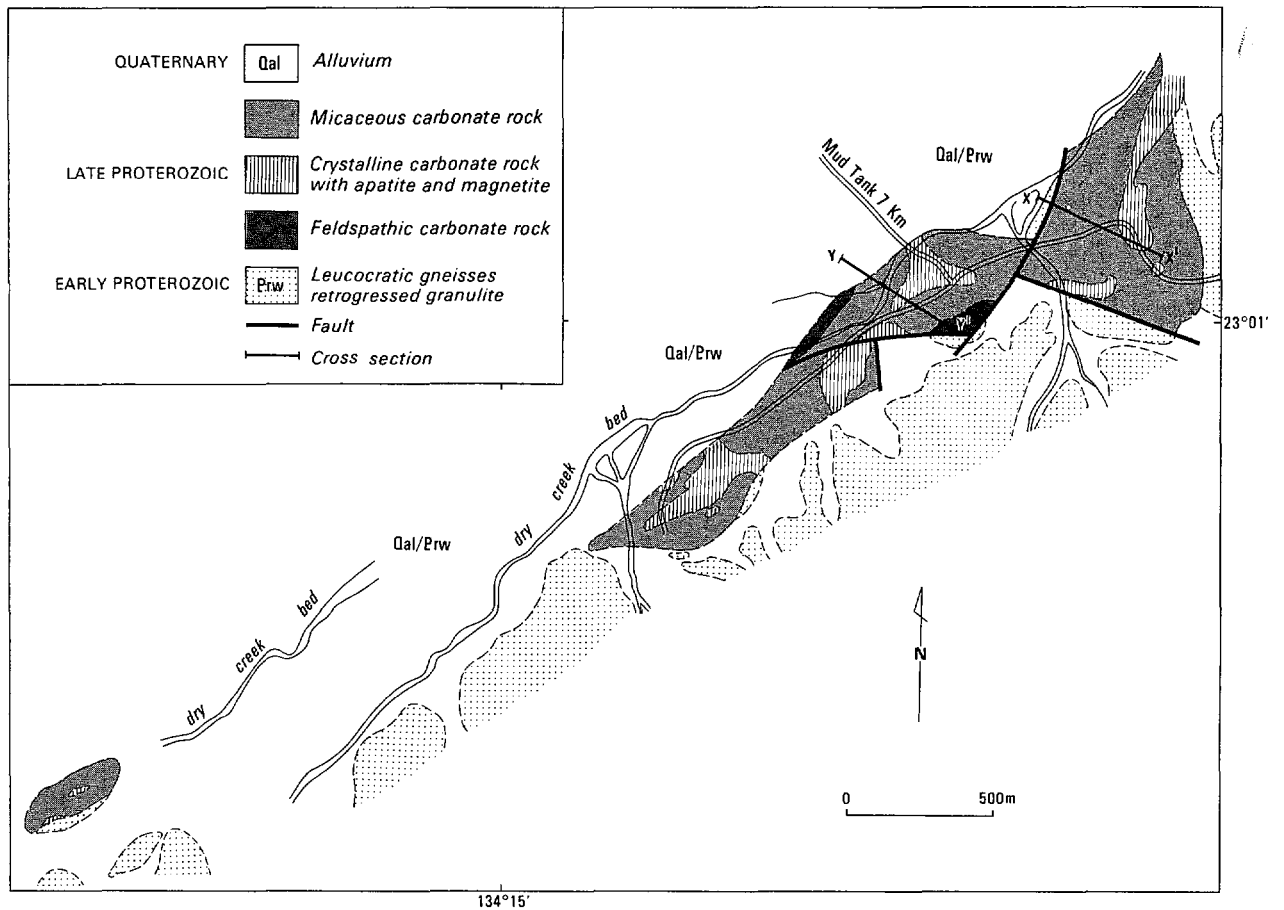 QUATERNARY
Qal
Alluvium
Micaceous carbonate rock
LATE PROTEROZOIC
Crystalline carbonate rock
with apatite and magnetite
Feldspathic carbonate rock
EARLY PROTEROZOIC
Prw
Leucocratic gneisses
retrogressed granulite
Fault
Cross section
Qal/Prw
Mud Tank 7 Km
X
X'
Y
Y'
23°01'
Qal/Prw
dry creek bed
Qal/Prw
dry creek bed
N
0 500m
134°15'